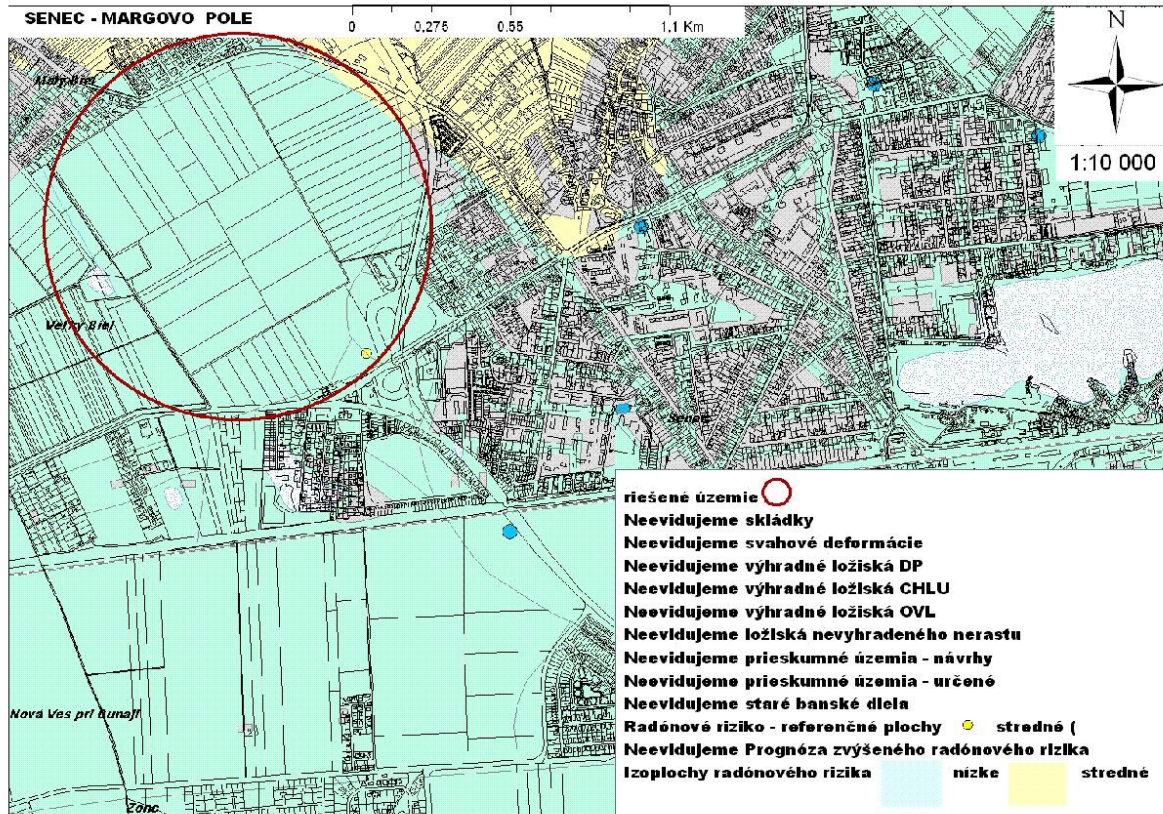 SENEC - MARGOVO POLE
0 0,275 0.55 1.1 Km
N
1:10 000
Malý Biel
Veľký Biel
Senec
Nová Ves pri Dunaji
Zonc
riešené územie
Neevidujeme skládky
Neevidujeme svahové deformácie
Neevidujeme výhradné ložiská DP
Neevidujeme výhradné ložiská CHLU
Neevidujeme výhradné ložiská OVL
Neevidujeme ložiská nevyhradeného nerastu
Neevidujeme prieskumné územia - návrhy
Neevidujeme prieskumné územia - určené
Neevidujeme staré banské diela
Radónové riziko - referenčné plochy stredné (
Neevidujeme Prognóza zvýšeného radónového rizika
Izoplochy radónového rizika nízke stredné